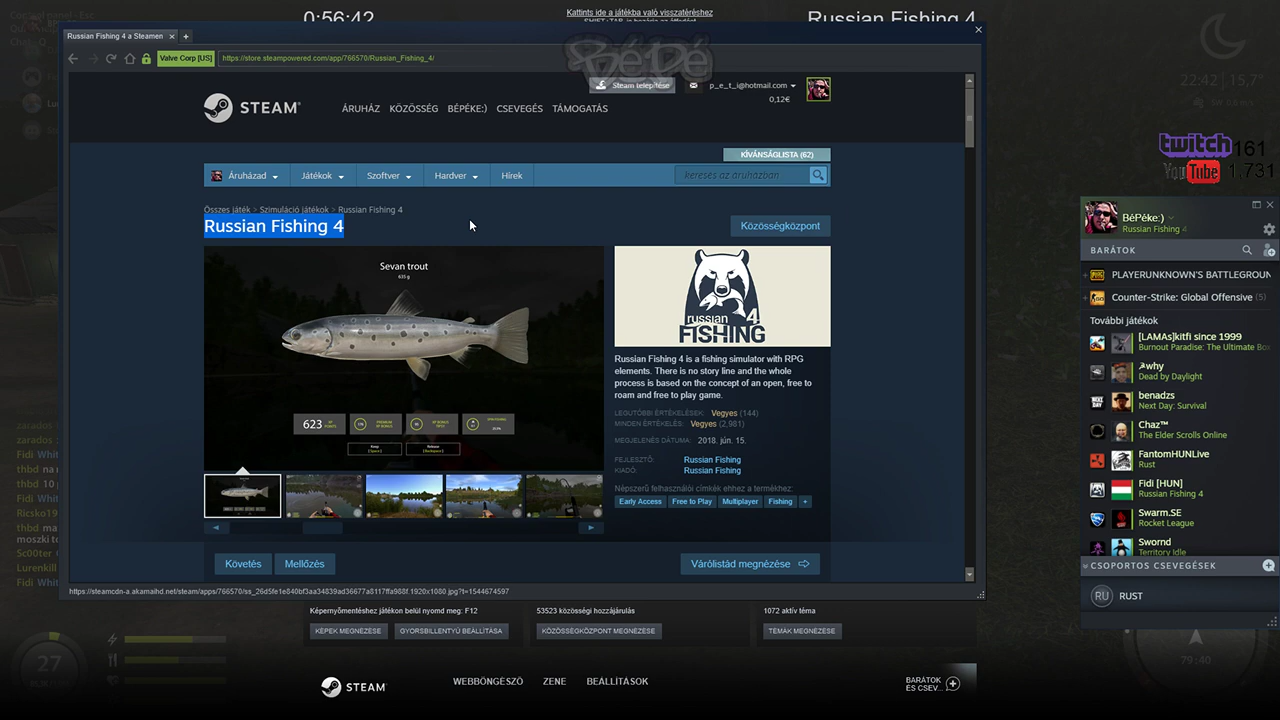 0:56:42
Kattints ide a játékba való visszatéréshez
Russian Fishing 4
Russian Fishing 4 a Steamen
Valve Corp [US]
https://store.steampowered.com/app/766570/Russian_Fishing_4/
BéPé
Steam telepítése
p_e_t_i@hotmail.com
0,12€
22:42 | 15,7°
STEAM
ÁRUHÁZ KÖZÖSSÉG BÉPÉKE:) CSEVEGÉS TÁMOGATÁS
KÍVÁNSÁGLISTA (62)
Áruházad Játékok Szoftver Hardver Hírek
keresés az áruházban
twitch 161
YouTube 1,731
Összes játék > Szimuláció játékok > Russian Fishing 4
Russian Fishing 4
Közösségközpont
BéPéke:)
Russian Fishing 4
BARÁTOK
PLAYERUNKNOWN'S BATTLEGROUN
Counter-Strike: Global Offensive (5)
További játékok
[LAMAs]kitfi since 1999
Burnout Paradise: The Ultimate Box
why
Dead by Daylight
benadzs
Next Day: Survival
Chaz™
The Elder Scrolls Online
FantomHUNLive
Rust
Fidi [HUN]
Russian Fishing 4
Swarm.SE
Rocket League
Swornd
Territory Idle
CSOPORTOS CSEVEGÉSEK
RU RUST
Sevan trout
623 g
623
russian 4
FISHING
Russian Fishing 4 is a fishing simulator with RPG
elements. There is no story line and the whole
process is based on the concept of an open, free to
roam and free to play game.
LEGUTÓBBI ÉRTÉKELÉSEK: Vegyes (144)
MINDEN ÉRTÉKELÉS: Vegyes (2,981)
MEGJELENÉS DÁTUMA: 2018. jún. 15.
FEJLESZTŐ: Russian Fishing
KIADÓ: Russian Fishing
Népszerű felhasználói címkék ehhez a termékhez:
Early Access Free to Play Multiplayer Fishing +
Követés Mellőzés
Várólistád megnézése
https://steamcdn-a.akamaihd.net/steam/apps/766570/ss_26d5fe1e840bf3aa34839ad36677a8117ffa988f.1920x1080.jpg?t=1544674597
Képernyőmentéshez játékon belül nyomd meg: F12
53523 közösségi hozzájárulás
1072 aktív téma
KÉPEK MEGNÉZÉSE GYORSBILLENTYŰ BEÁLLÍTÁSA KÖZÖSSÉGKÖZPONT MEGNÉZÉSE TÉMÁK MEGNÉZÉSE
STEAM WEBBÖNGÉSZŐ ZENE BEÁLLÍTÁSOK
BARÁTOK
ÉS CSEV...
27
79:40